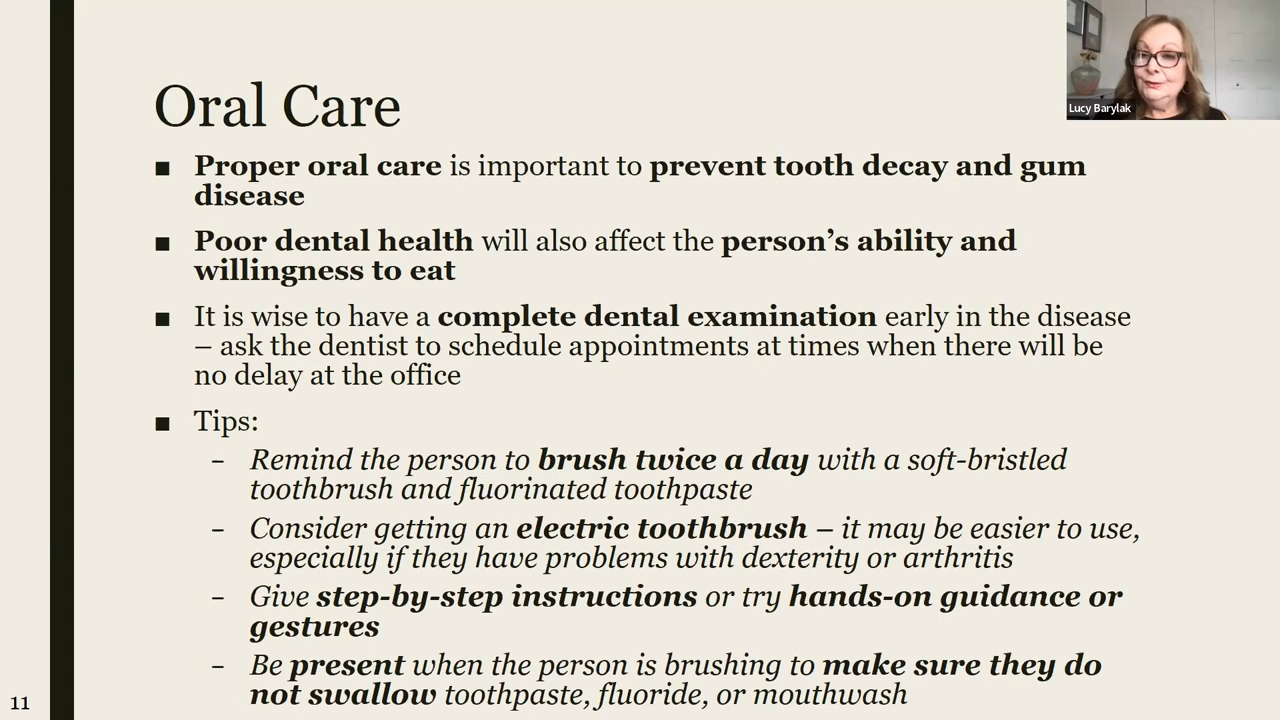 Lucy Barylak
Oral Care
■ Proper oral care is important to prevent tooth decay and gum
disease
■ Poor dental health will also affect the person’s ability and
willingness to eat
■ It is wise to have a complete dental examination early in the disease
– ask the dentist to schedule appointments at times when there will be
no delay at the office
■ Tips:
– Remind the person to brush twice a day with a soft-bristled
toothbrush and fluorinated toothpaste
– Consider getting an electric toothbrush – it may be easier to use,
especially if they have problems with dexterity or arthritis
– Give step-by-step instructions or try hands-on guidance or
gestures
– Be present when the person is brushing to make sure they do
not swallow toothpaste, fluoride, or mouthwash
11